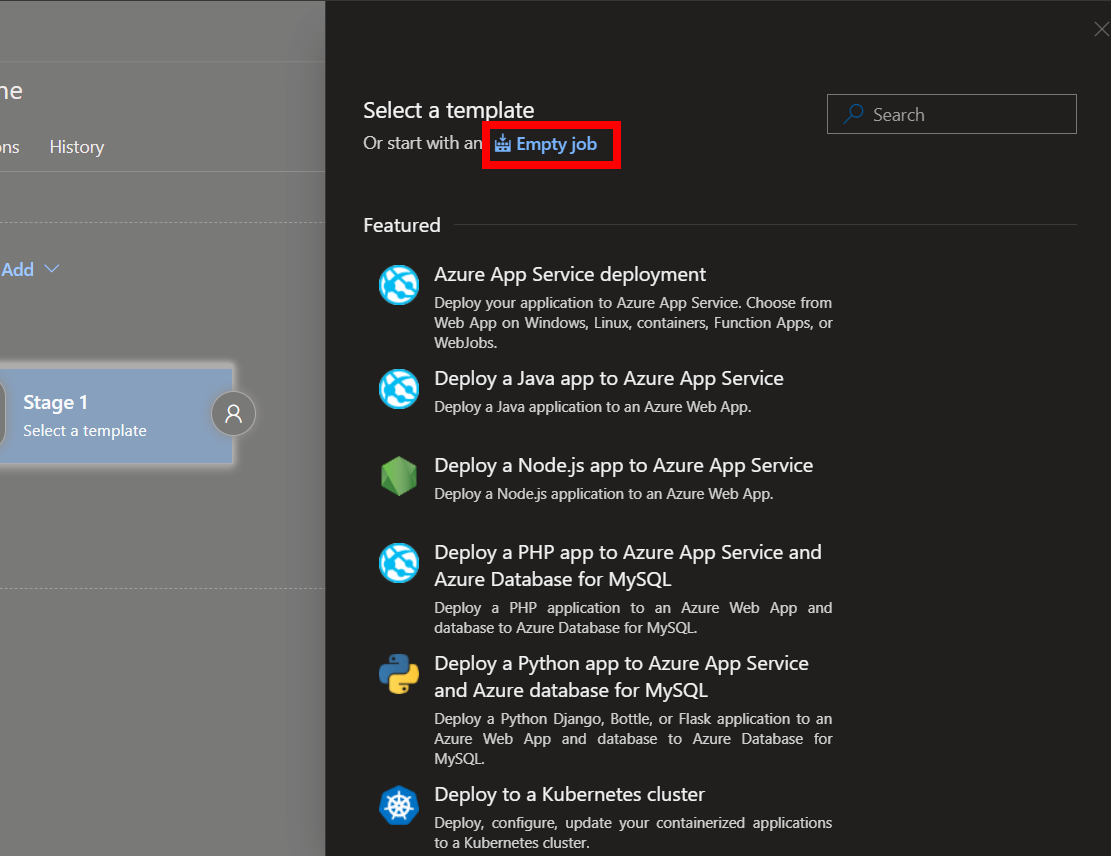 ne
ons
History
Add
Stage 1
Select a template
Select a template
Or start with an Empty job
Search
Featured
Azure App Service deployment
Deploy your application to Azure App Service. Choose from
Web App on Windows, Linux, containers, Function Apps, or
WebJobs.
Deploy a Java app to Azure App Service
Deploy a Java application to an Azure Web App.
Deploy a Node.js app to Azure App Service
Deploy a Node.js application to an Azure Web App.
Deploy a PHP app to Azure App Service and
Azure Database for MySQL
Deploy a PHP application to an Azure Web App and
database to Azure Database for MySQL.
Deploy a Python app to Azure App Service
and Azure database for MySQL
Deploy a Python Django, Bottle, or Flask application to an
Azure Web App and database to Azure Database for
MySQL.
Deploy to a Kubernetes cluster
Deploy, configure, update your containerized applications
to a Kubernetes cluster.